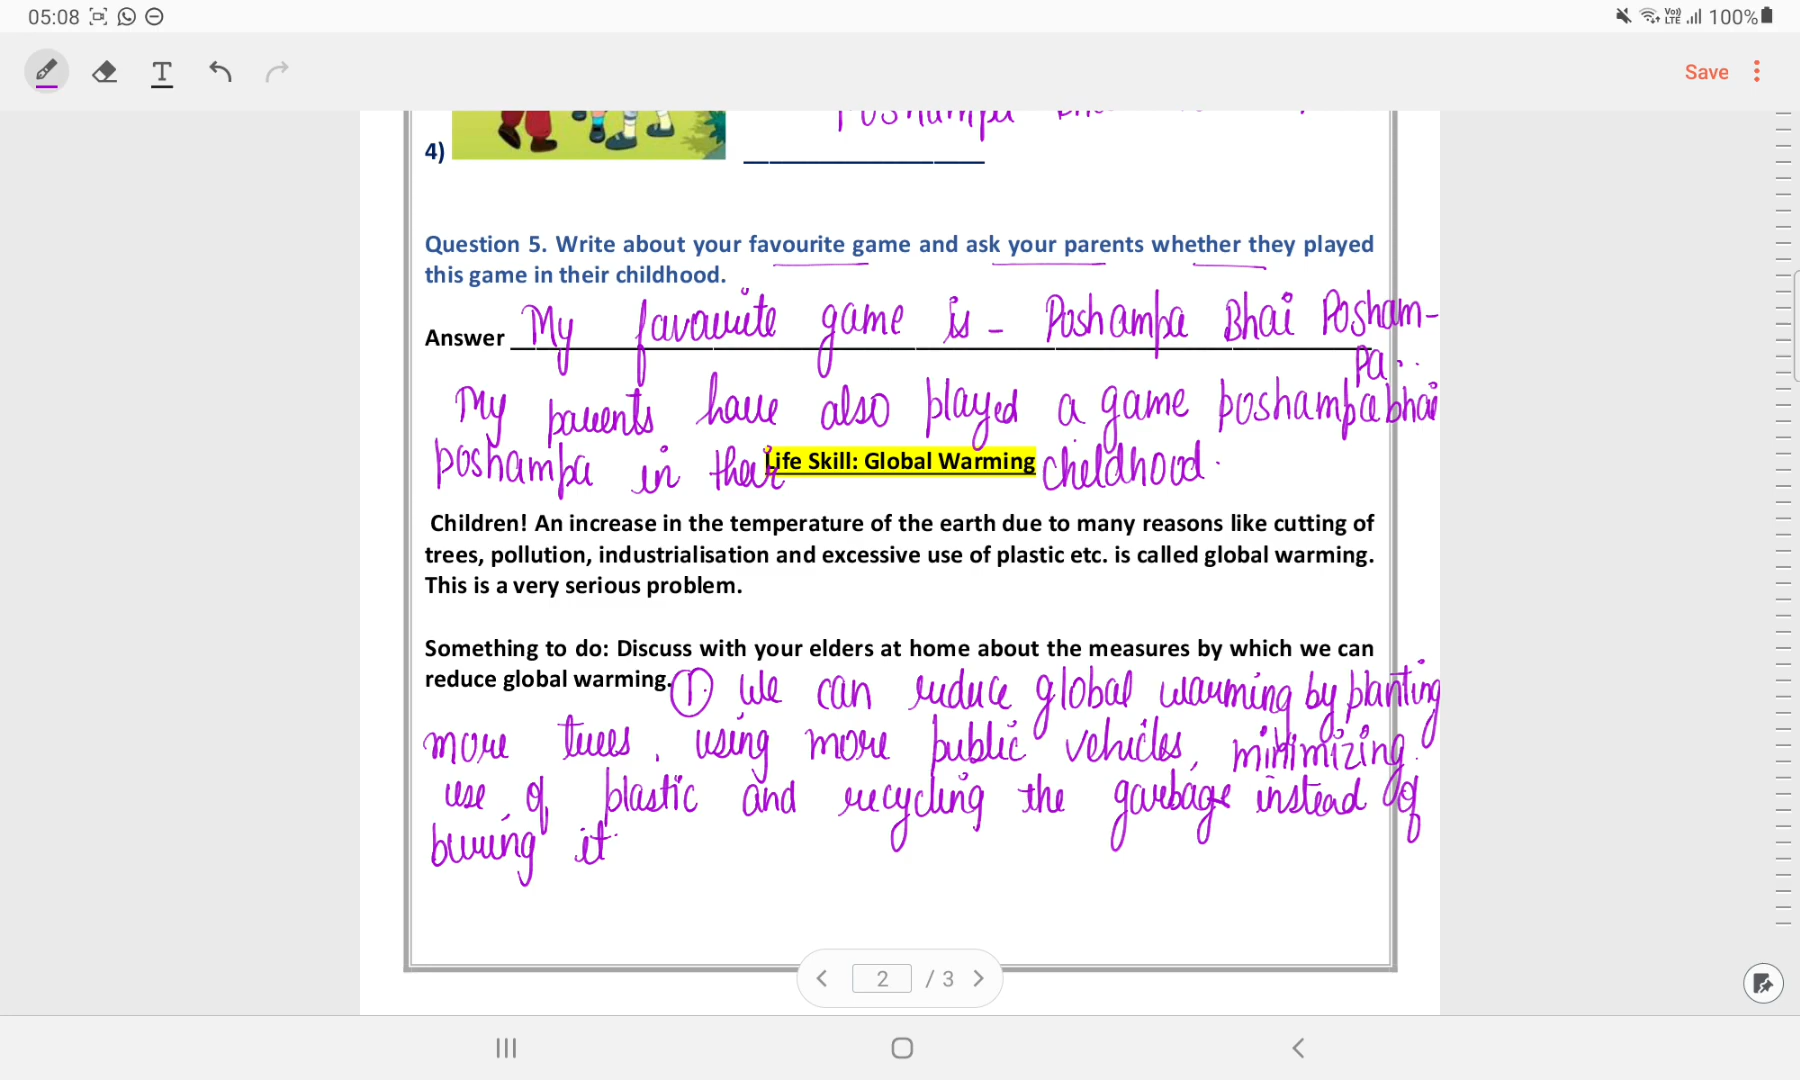 05:08
100%
T
Save
Poshampa
4)
Question 5. Write about your favourite game and ask your parents whether they played
this game in their childhood.
Answer My favourite game is - Poshampa Bhai Posham-
pa..
My parents have also played a game poshampa bhai
poshampa in their childhood.
Life Skill: Global Warming
Children! An increase in the temperature of the earth due to many reasons like cutting of
trees, pollution, industrialisation and excessive use of plastic etc. is called global warming.
This is a very serious problem.
Something to do: Discuss with your elders at home about the measures by which we can
reduce global warming. ① We can reduce global warming by planting
more trees, using more public vehicles, minimizing
use of plastic and recycling the garbage instead of
buring it
2 / 3